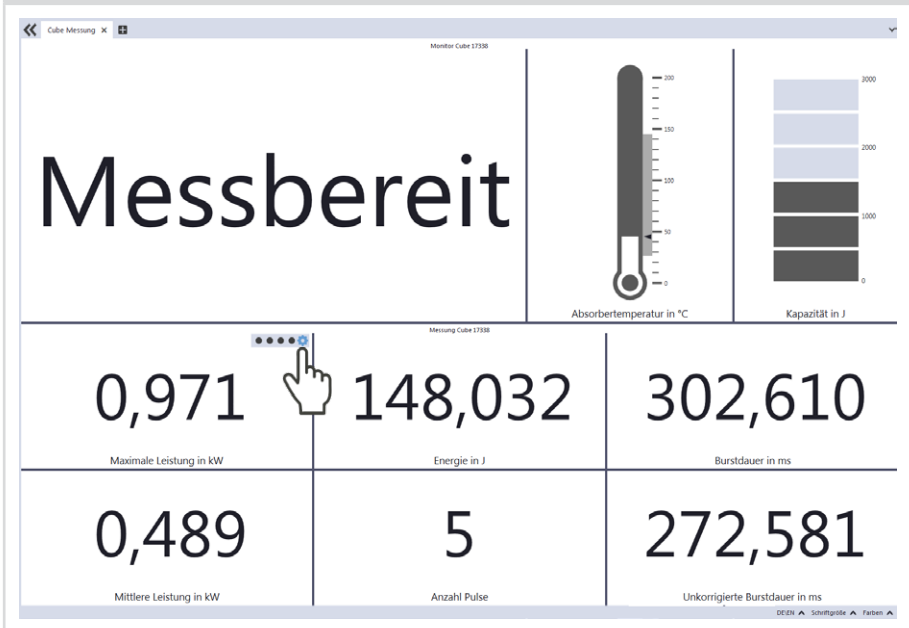 Cube Messung
Monitor Cube 17338
Messbereit
200
150
100
50
0
Absorbertemperatur in °C
3000
2000
1000
0
Kapazität in J
Messung Cube 17338
0,971
Maximale Leistung in kW
148,032
Energie in J
302,610
Burstdauer in ms
0,489
Mittlere Leistung in kW
5
Anzahl Pulse
272,581
Unkorrigierte Burstdauer in ms
DE\EN Schriftgröße Farben